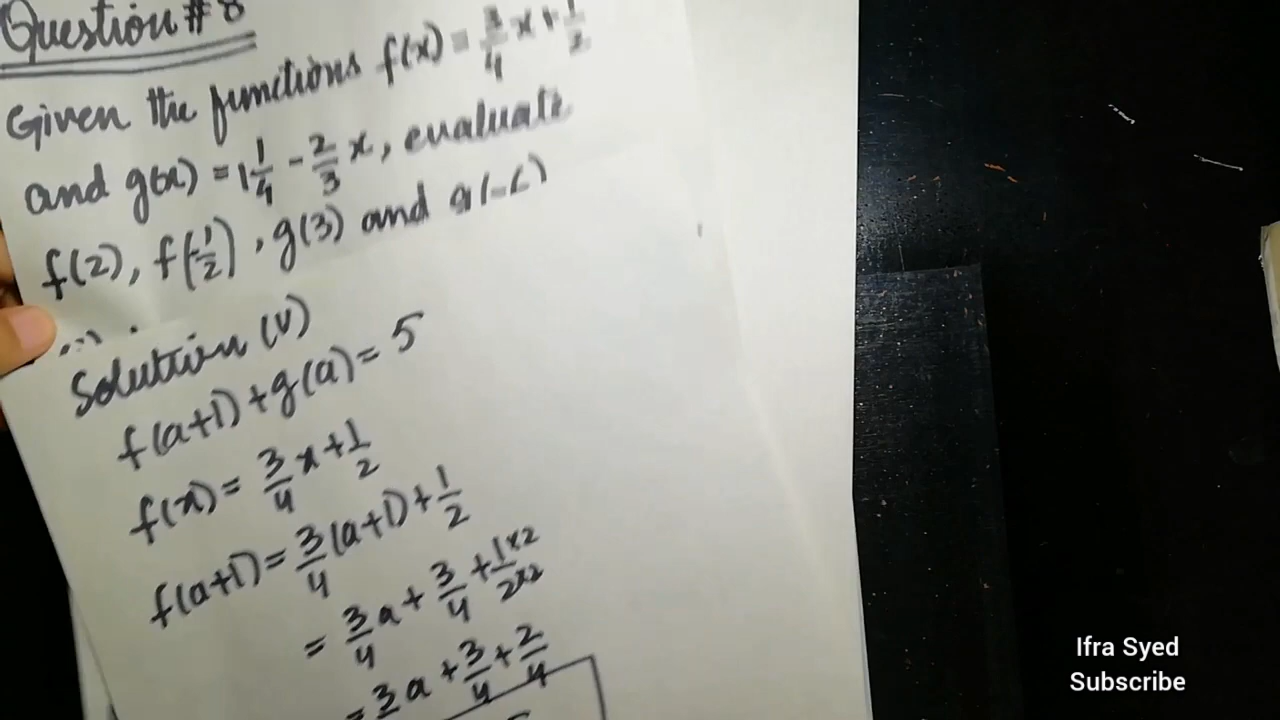 Question # 8
Given the functions f(x) = 3/4 x + 1/2
and g(x) = 1 1/4 - 2/3 x, evaluate
f(2), f(-1/2), g(3) and g(-
Solution (V)
f(a+1) + g(a) = 5
f(x) = 3/4 x + 1/2
f(a+1) = 3/4 (a+1) + 1/2
= 3/4 a + 3/4 + 1×2/2×2
= 3 a + 3/4 + 2/4
Ifra Syed
Subscribe